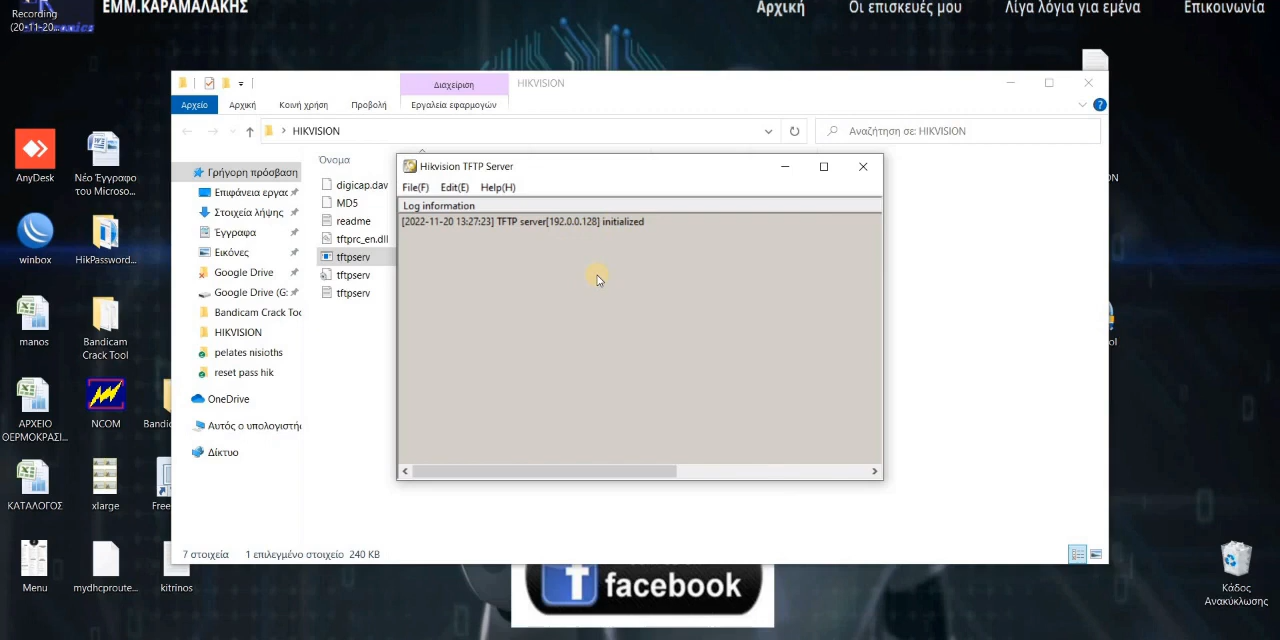 Recording
(20-11-20...
ΕΜΜ.ΚΑΡΑΜΑΛΑΚΗΣ
Αρχική
Οι επισκευές μου
Λίγα λόγια για εμένα
Επικοινωνία
Διαχείριση
HIKVISION
Αρχείο
Αρχική
Κοινή χρήση
Προβολή
Εργαλεία εφαρμογών
HIKVISION
Αναζήτηση σε: HIKVISION
Γρήγορη πρόσβαση
Επιφάνεια εργας
Στοιχεία λήψης
Έγγραφα
Εικόνες
Google Drive
Google Drive (G:
Bandicam Crack Too
HIKVISION
pelates nisioths
reset pass hik
OneDrive
Αυτός ο υπολογιστή
Δίκτυο
Όνομα
digicap.dav
MD5
readme
tftprc_en.dll
tftpserv
tftpserv
tftpserv
Hikvision TFTP Server
File(F)
Edit(E)
Help(H)
Log information
[2022-11-20 13:27:23] TFTP server[192.0.0.128] initialized
7 στοιχεία
1 επιλεγμένο στοιχείο
240 KB
AnyDesk
Νέο Έγγραφο
του Microso...
winbox
HikPassword...
manos
Bandicam
Crack Tool
ΑΡΧΕΙΟ
ΘΕΡΜΟΚΡΑΣΙ...
NCOM
Bandi
ΚΑΤΑΛΟΓΟΣ
xlarge
Free
Menu
mydhcproute...
kitrinos
facebook
Κάδος
Ανακύκλωσης